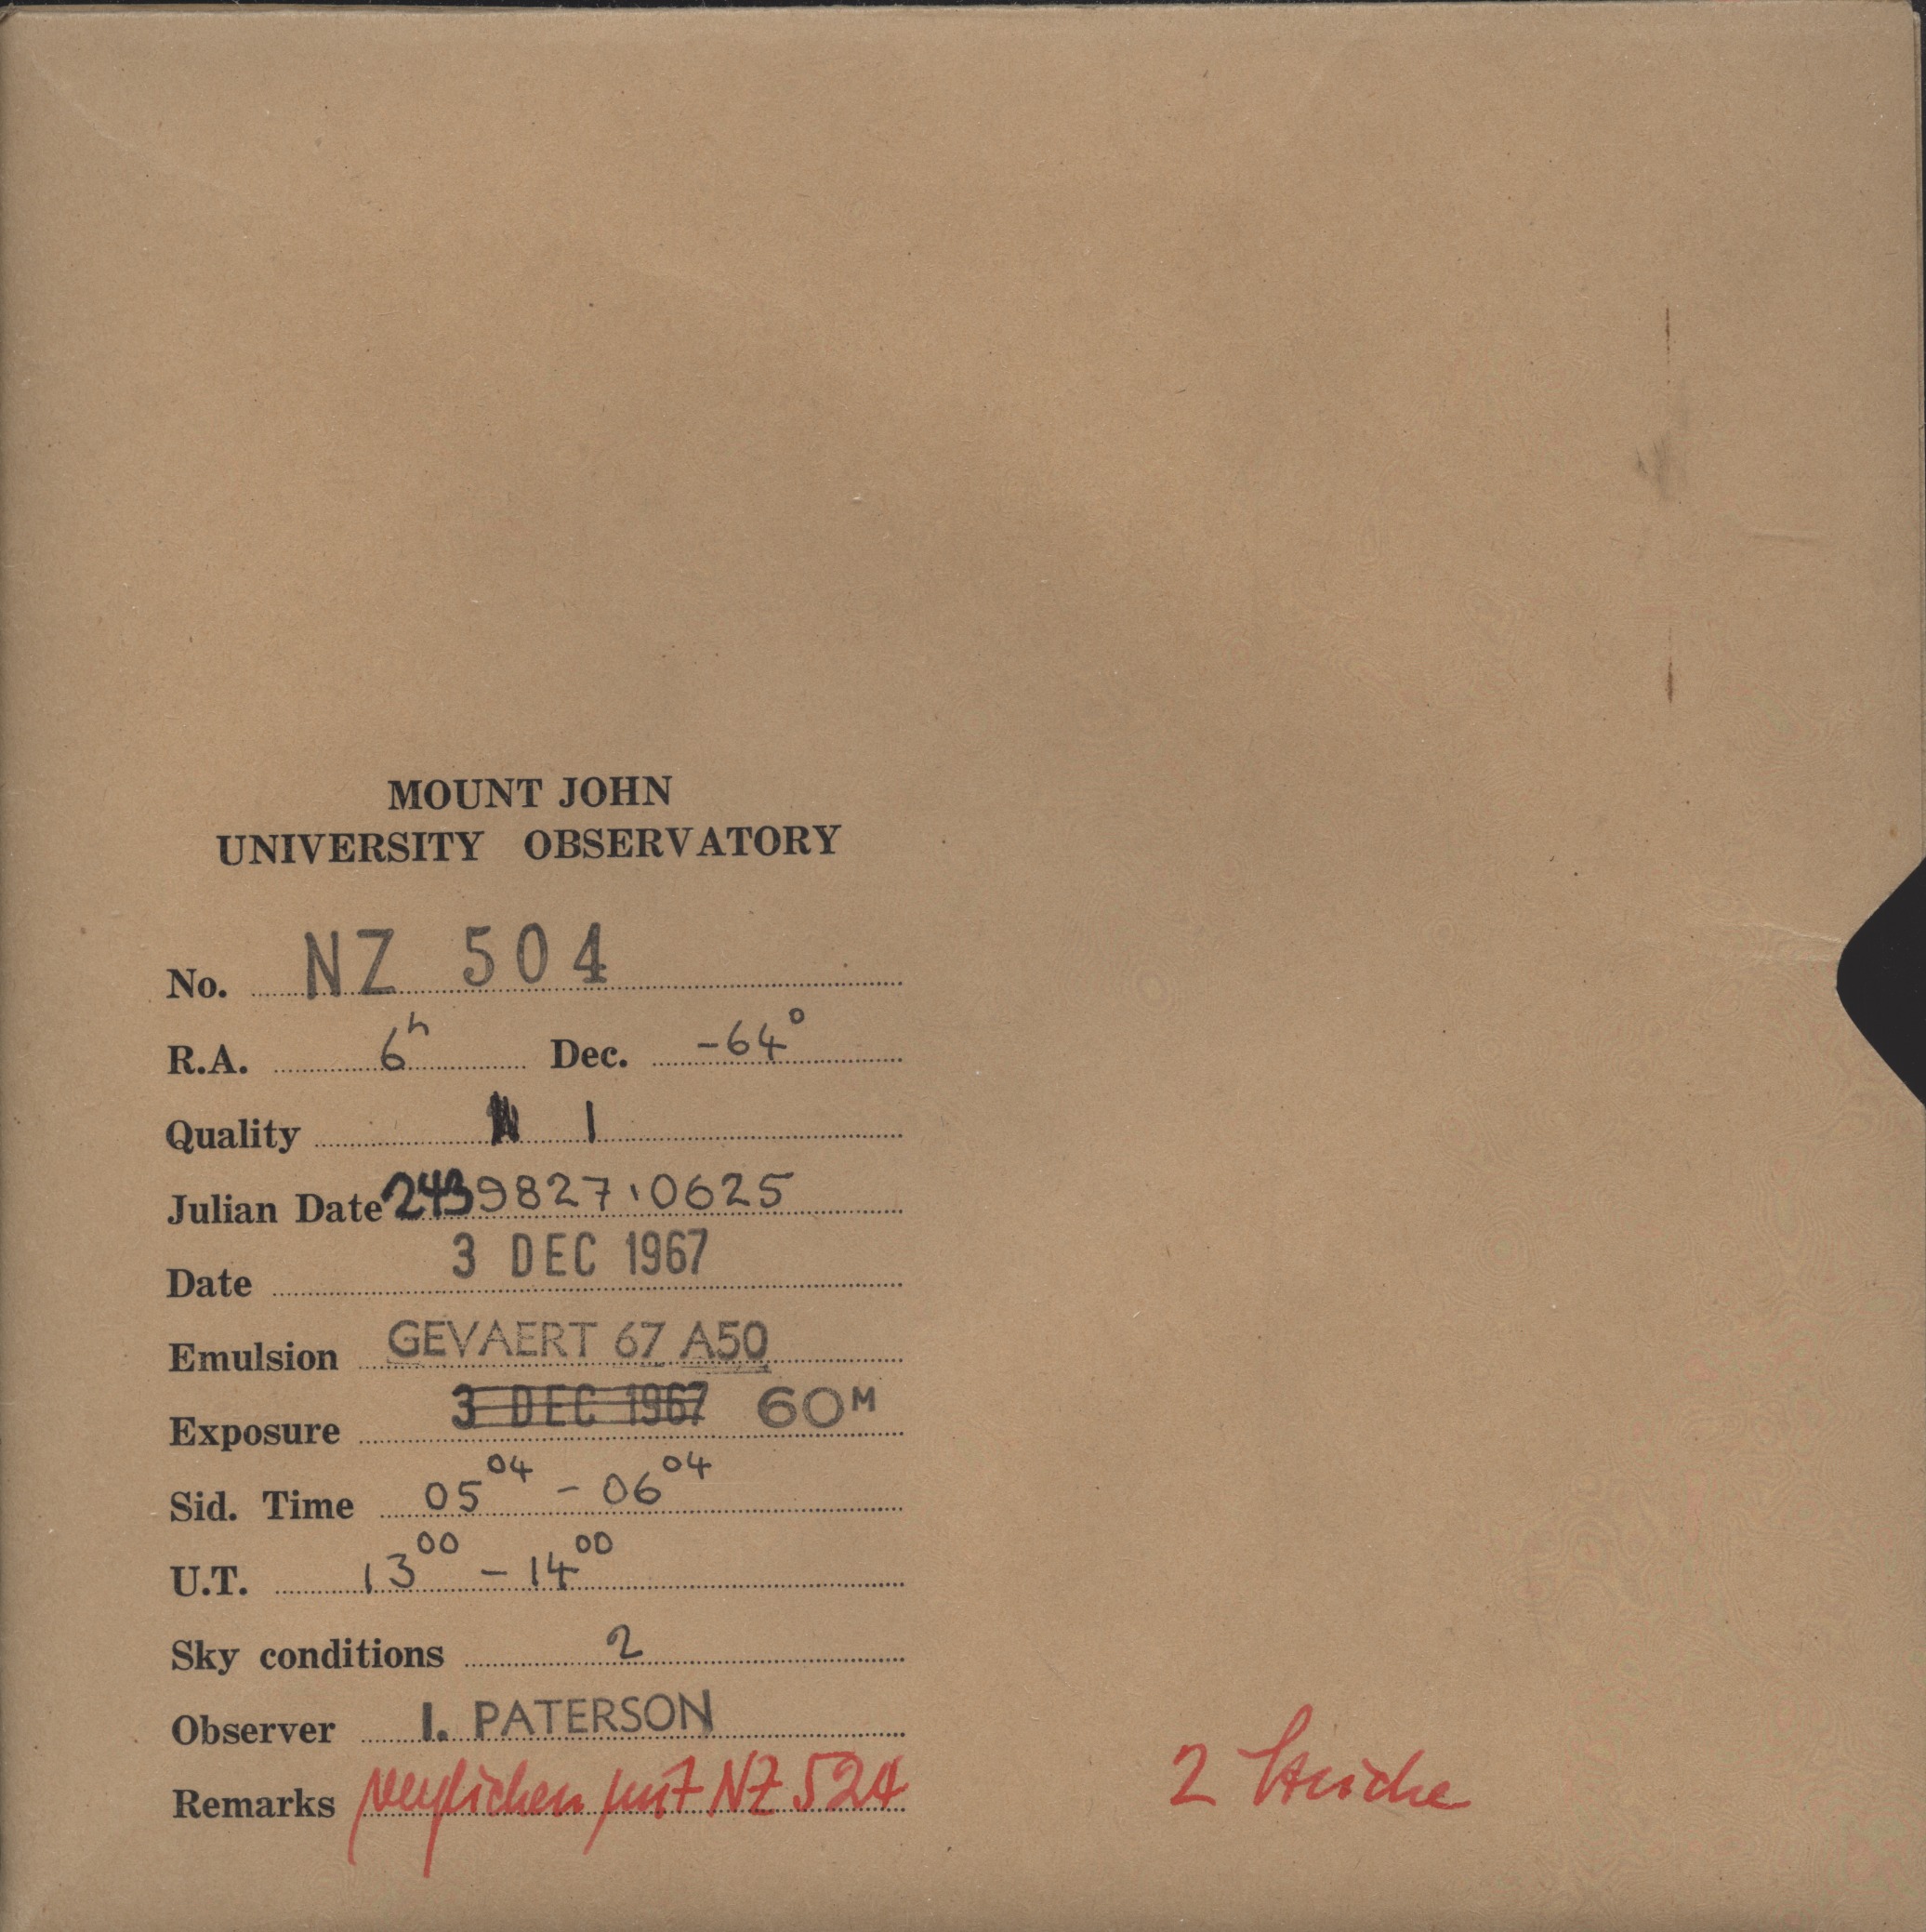 MOUNT JOHN
UNIVERSITY OBSERVATORY
No. NZ 504
R.A. 6h Dec. -64°
Quality 1
Julian Date 2439827.0625
Date 3 DEC 1967
Emulsion GEVAERT 67 A50
Exposure 3 DEC 1967 60M
Sid. Time 05 04 - 06 04
U.T. 13 00 - 14 00
Sky conditions 2
Observer I. PATERSON
Remarks verglichen mit NZ 524
2 Striche